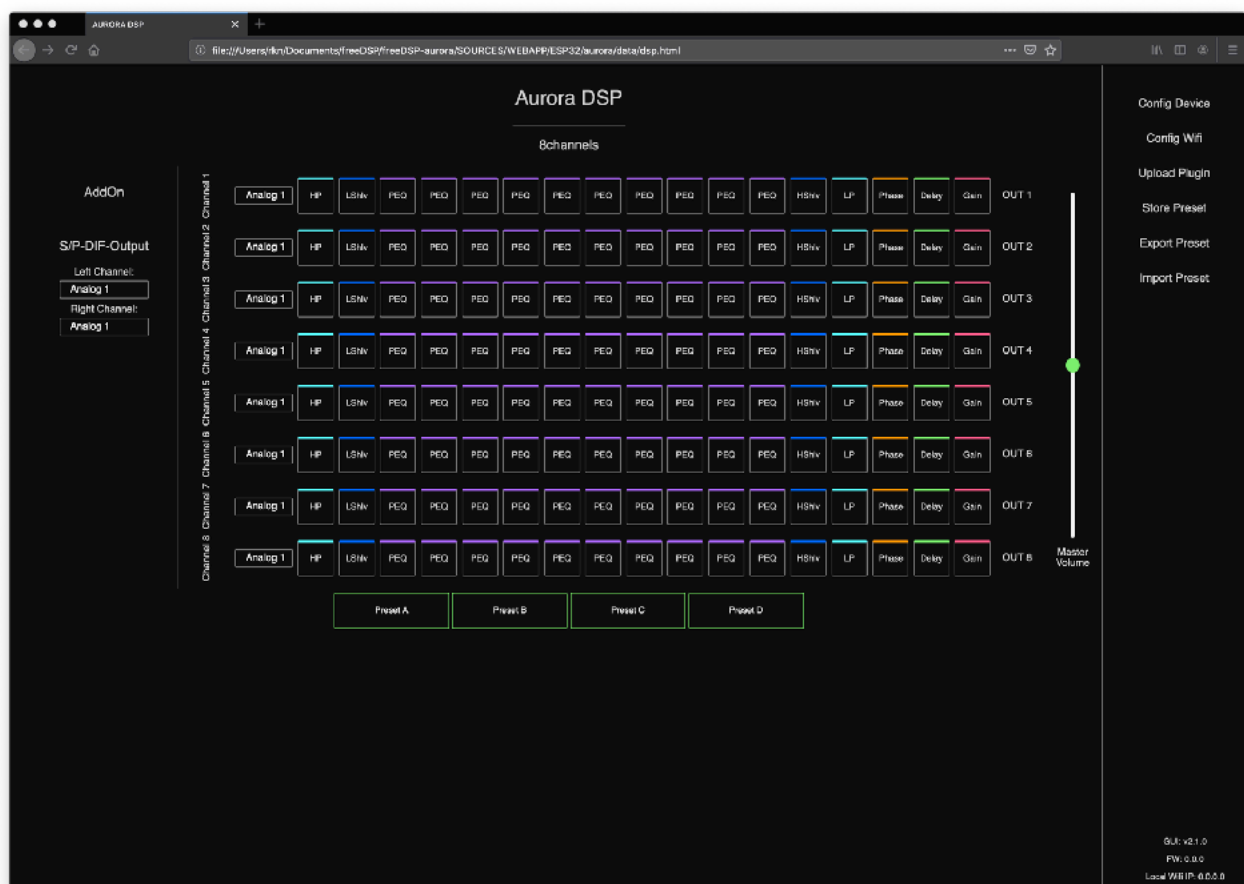 AURORA DSP
file:///Users/rkn/Documents/freeDSP/freeDSP-aurora/SOURCES/WEBAPP/ESP32/aurora/data/dsp.html
Aurora DSP
8channels
AddOn
S/P-DIF-Output
Left Channel:
Analog 1
Right Channel:
Analog 1
Channel 1 Analog 1 HP LShlv PEQ PEQ PEQ PEQ PEQ PEQ PEQ PEQ PEQ PEQ HShlv LP Phase Delay Gain OUT 1
Channel 2 Analog 1 HP LShlv PEQ PEQ PEQ PEQ PEQ PEQ PEQ PEQ PEQ PEQ HShlv LP Phase Delay Gain OUT 2
Channel 3 Analog 1 HP LShlv PEQ PEQ PEQ PEQ PEQ PEQ PEQ PEQ PEQ PEQ HShlv LP Phase Delay Gain OUT 3
Channel 4 Analog 1 HP LShlv PEQ PEQ PEQ PEQ PEQ PEQ PEQ PEQ PEQ PEQ HShlv LP Phase Delay Gain OUT 4
Channel 5 Analog 1 HP LShlv PEQ PEQ PEQ PEQ PEQ PEQ PEQ PEQ PEQ PEQ HShlv LP Phase Delay Gain OUT 5
Channel 6 Analog 1 HP LShlv PEQ PEQ PEQ PEQ PEQ PEQ PEQ PEQ PEQ PEQ HShlv LP Phase Delay Gain OUT 6
Channel 7 Analog 1 HP LShlv PEQ PEQ PEQ PEQ PEQ PEQ PEQ PEQ PEQ PEQ HShlv LP Phase Delay Gain OUT 7
Channel 8 Analog 1 HP LShlv PEQ PEQ PEQ PEQ PEQ PEQ PEQ PEQ PEQ PEQ HShlv LP Phase Delay Gain OUT 8
Master
Volume
Preset A Preset B Preset C Preset D
Config Device
Config Wifi
Upload Plugin
Store Preset
Export Preset
Import Preset
GUI: v2.1.0
FW: 0.0.0
Local Wifi IP: 0.0.0.0